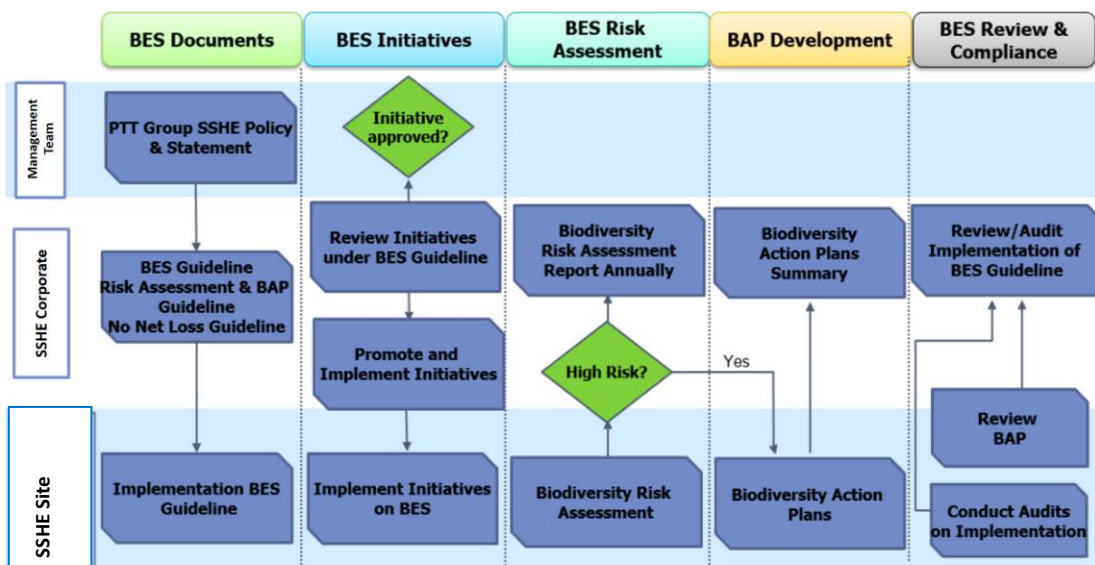 BES Documents
BES Initiatives
BES Risk
Assessment
BAP Development
BES Review &
Compliance
Management
Team
PTT Group SSHE Policy
& Statement
Initiative
approved?
SSHE Corporate
BES Guideline
Risk Assessment & BAP
Guideline
No Net Loss Guideline
Review Initiatives
under BES Guideline
Promote and
Implement Initiatives
Biodiversity
Risk Assessment
Report Annually
High Risk?
Yes
Biodiversity
Action Plans
Summary
Review/Audit
Implementation of
BES Guideline
Review
BAP
SSHE Site
Implementation BES
Guideline
Implement Initiatives
on BES
Biodiversity Risk
Assessment
Biodiversity Action
Plans
Conduct Audits
on Implementation